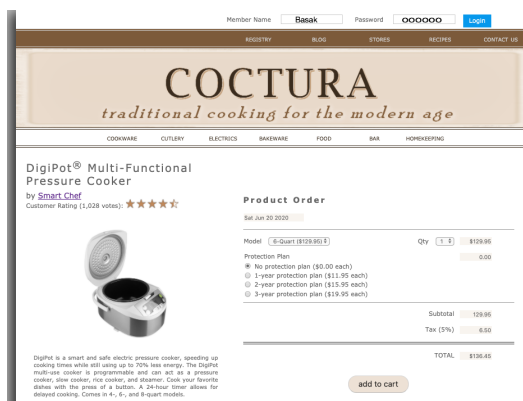 Member Name Basak Password oooooo Login
REGISTRY BLOG STORES RECIPES CONTACT US
COCTURA
traditional cooking for the modern age
COOKWARE CUTLERY ELECTRICS BAKEWARE FOOD BAR HOMEKEEPING
DigiPot® Multi-Functional
Pressure Cooker
by Smart Chef
Customer Rating (1,028 votes):
DigiPot is a smart and safe electric pressure cooker, speeding up
cooking times while still using up to 70% less energy. The DigiPot
multi-use cooker is programmable and can act as a pressure
cooker, slow cooker, rice cooker, and steamer. Cook your favorite
dishes with the press of a button. A 24-hour timer allows for
delayed cooking. Comes in 4-, 6-, and 8-quart models.
Product Order
Sat Jun 20 2020
Model 6-Quart ($129.95) Qty 1 $129.95
Protection Plan 0.00
No protection plan ($0.00 each)
1-year protection plan ($11.95 each)
2-year protection plan ($15.95 each)
3-year protection plan ($19.95 each)
Subtotal 129.95
Tax (5%) 6.50
TOTAL $136.45
add to cart